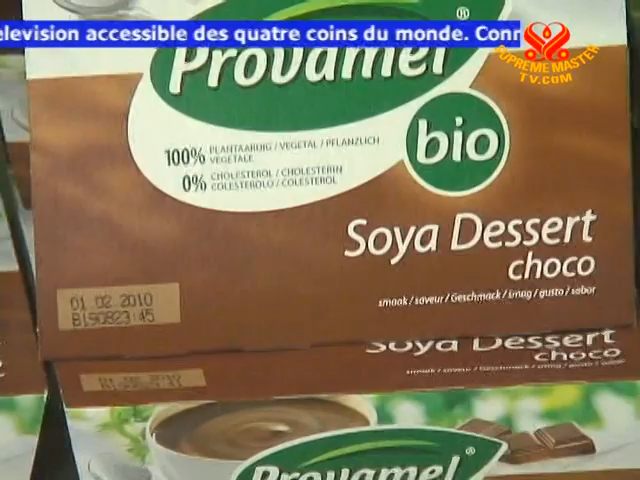 elevision accessible des quatre coins du monde. Conn
SUPREME MASTER
TV.COM
Provamel®
100% PLANTAARDIG / VEGETAL / PFLANZLICH
VEGETALE
0% CHOLESTEROL / CHOLESTERIN
COLESTEROLO / COLESTEROL
bio
Soya Dessert
choco
smaak / saveur / Geschmack / smag / gusto / sabor
01 02 2010
B190823:45
Soya Dessert
choco
Provamel®